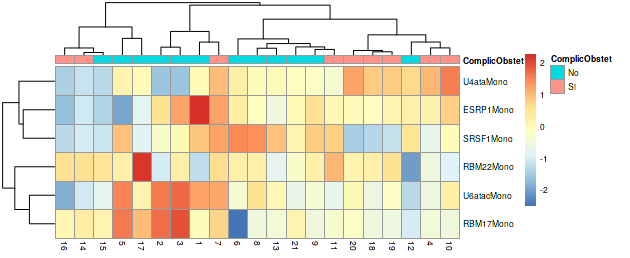 ComplicObstet
U4ataMono
ESRP1Mono
SRSF1Mono
RBM22Mono
U6atacMono
RBM17Mono
16 14 15 5 17 2 3 1 7 6 8 13 21 9 11 20 18 19 12 4 10
2
1
0
-1
-2
ComplicObstet
No
Si